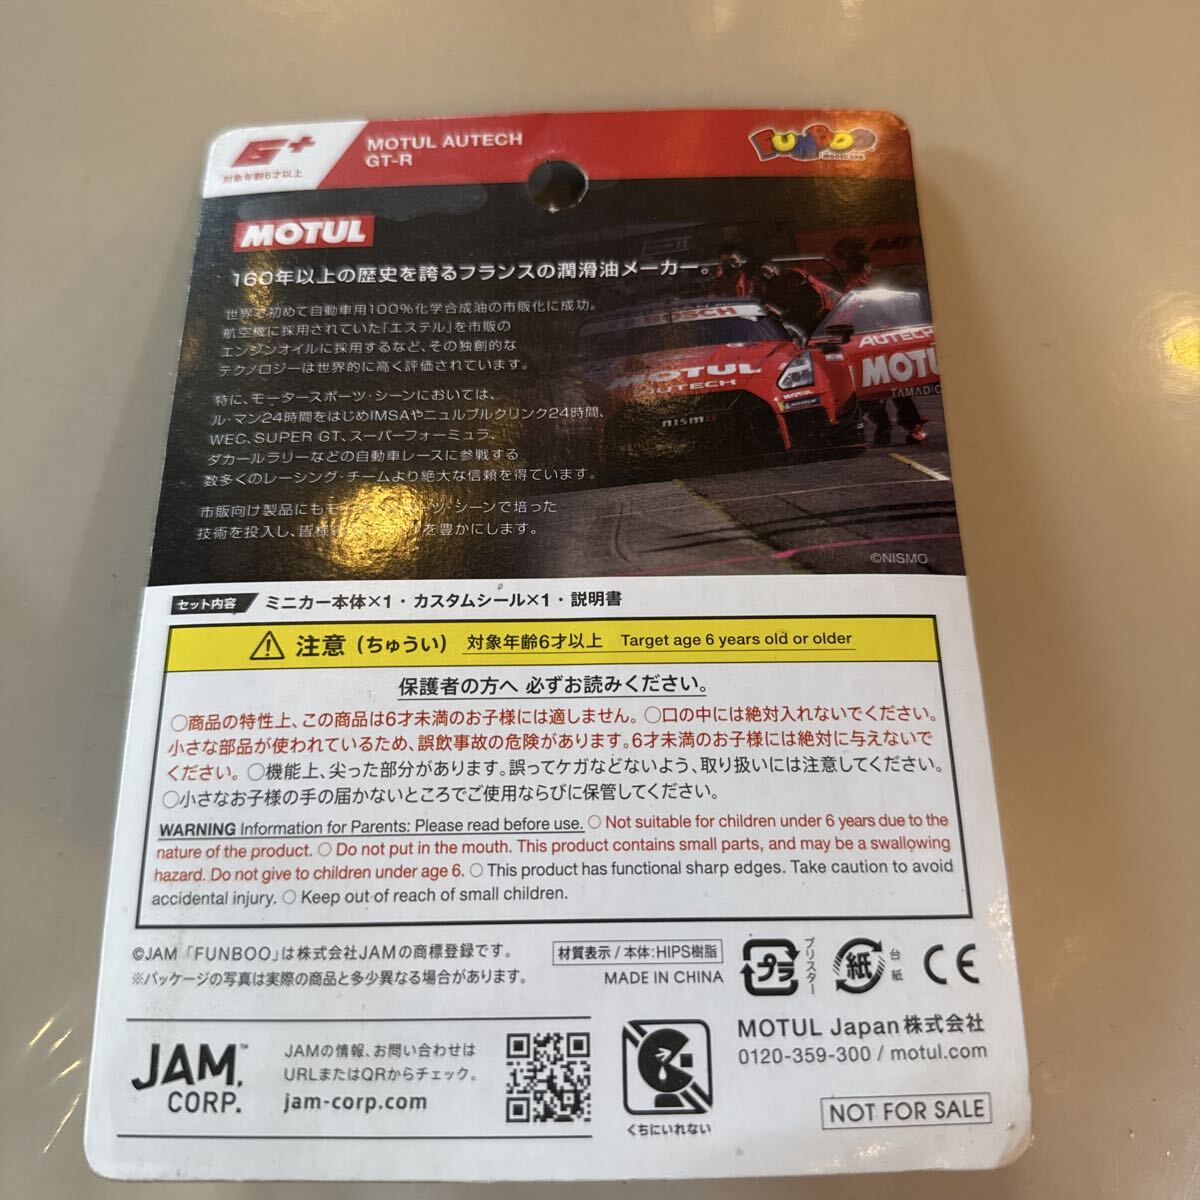 6+
対象年齢6才以上
MOTUL AUTECH
GT-R
FUNBOO
MODEL CAR
MOTUL
160年以上の歴史を誇るフランスの潤滑油メーカー。
世界で初めて自動車用100%化学合成油の市販化に成功。
航空機に採用されていた「エステル」を市販の
エンジンオイルに採用するなど、その独創的な
テクノロジーは世界的に高く評価されています。
特に、モータースポーツ・シーンにおいては、
ル・マン24時間をはじめIMSAやニュルブルクリンク24時間、
WEC、SUPER GT、スーパーフォーミュラ、
ダカールラリーなどの自動車レースに参戦する
数多くのレーシング・チームより絶大な信頼を得ています。
市販向け製品にもモ ツ・シーンで培った
技術を投入し、皆様 を豊かにします。
BOSCH
MOTUL
AUTECH
nismo
MOTUL
MICHELIN
AUTECH
MOTUL
TAMADIC
©NISMO
セット内容 ミニカー本体×1・カスタムシール×1・説明書
注意(ちゅうい) 対象年齢6才以上 Target age 6 years old or older
保護者の方へ 必ずお読みください。
○商品の特性上、この商品は6才未満のお子様には適しません。○口の中には絶対入れないでください。
小さな部品が使われているため、誤飲事故の危険があります。6才未満のお子様には絶対に与えないで
ください。○機能上、尖った部分があります。誤ってケガなどないよう、取り扱いには注意してください。
○小さなお子様の手の届かないところでご使用ならびに保管してください。
WARNING Information for Parents: Please read before use. ○ Not suitable for children under 6 years due to the
nature of the product. ○ Do not put in the mouth. This product contains small parts, and may be a swallowing
hazard. Do not give to children under age 6. ○ This product has functional sharp edges. Take caution to avoid
accidental injury. ○ Keep out of reach of small children.
©JAM 「FUNBOO」は株式会社JAMの商標登録です。
※パッケージの写真は実際の商品と多少異なる場合があります。
材質表示/本体:HIPS樹脂
MADE IN CHINA
プラ
ブリスター
紙
台紙
CE
JAM.™
CORP.
JAMの情報、お問い合わせは
URLまたはQRからチェック。
jam-corp.com
くちにいれない
MOTUL Japan株式会社
0120-359-300 / motul.com
NOT FOR SALE